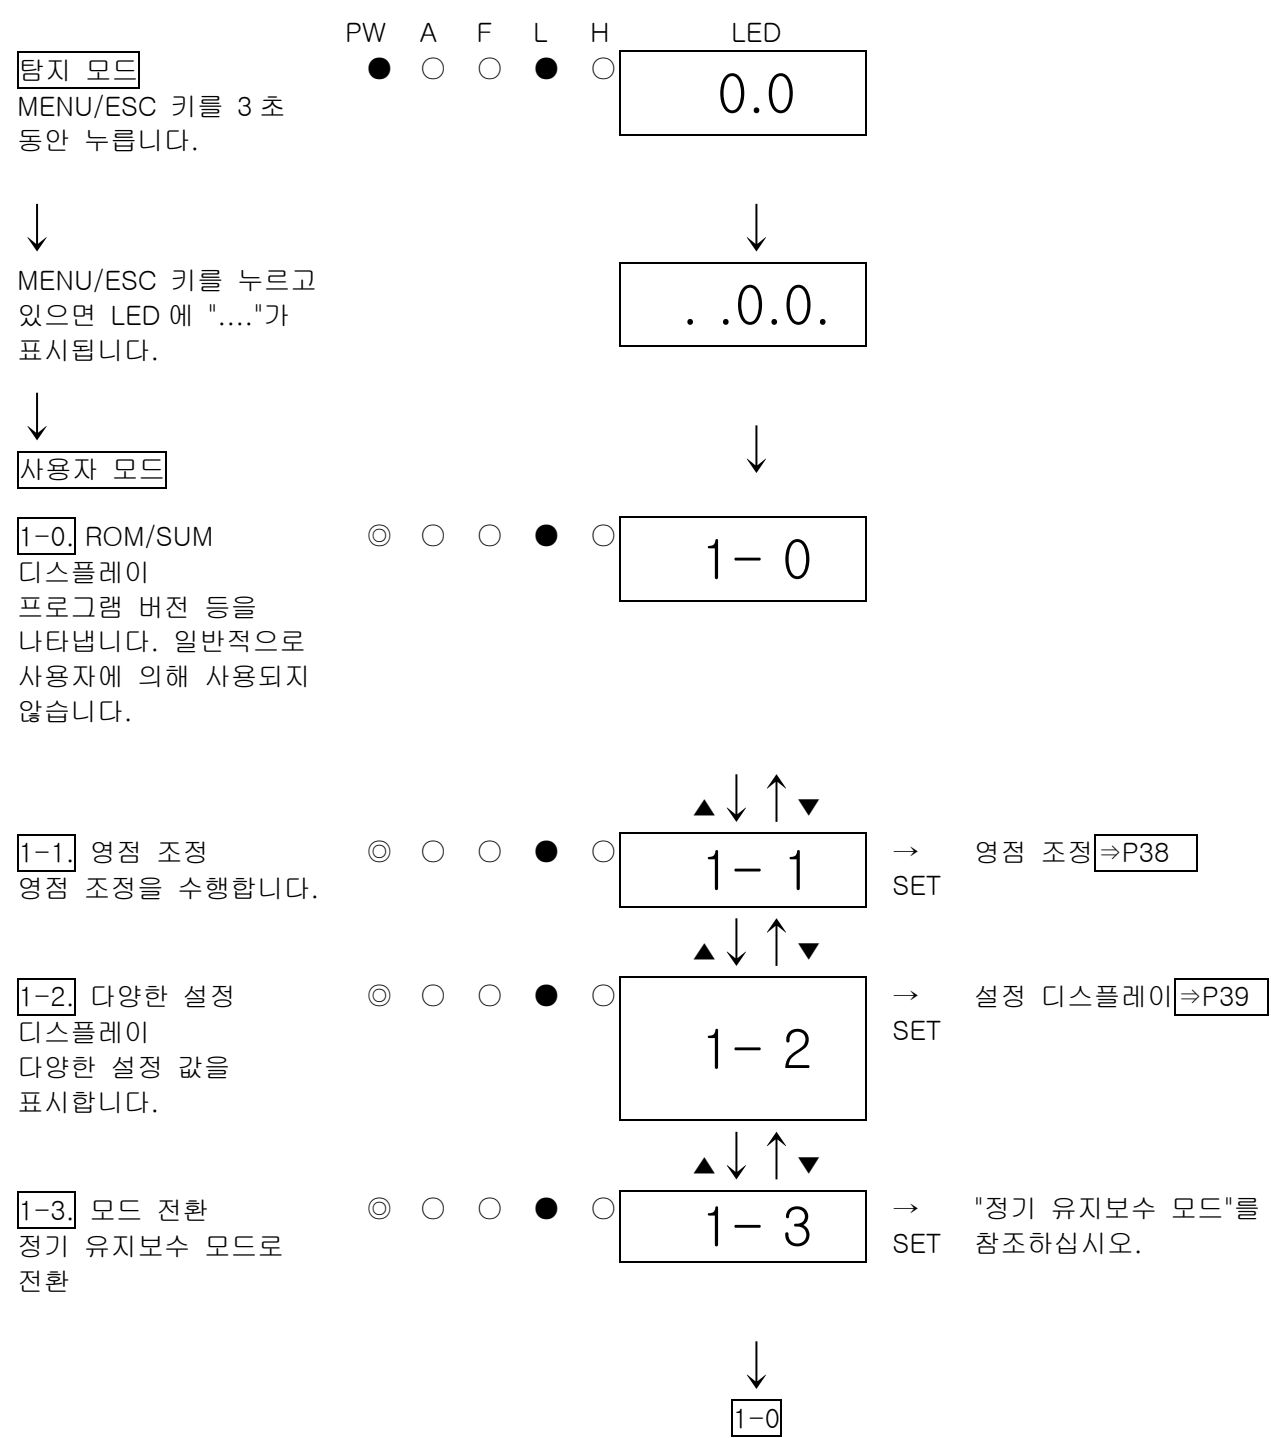 PW A F L H LED
탐지 모드 ● ○ ○ ● ○ 0.0
MENU/ESC 키를 3초
동안 누릅니다.
↓ ↓
MENU/ESC 키를 누르고 . .0.0.
있으면 LED에 "...."가
표시됩니다.
↓ ↓
사용자 모드
1-0. ROM/SUM ◎ ○ ○ ● ○ 1- 0
디스플레이
프로그램 버전 등을
나타냅니다. 일반적으로
사용자에 의해 사용되지
않습니다.
▲↓↑▼
1-1. 영점 조정 ◎ ○ ○ ● ○ 1- 1 → 영점 조정⇒P38
영점 조정을 수행합니다. SET
▲↓↑▼
1-2. 다양한 설정 ◎ ○ ○ ● ○ 1- 2 → 설정 디스플레이⇒P39
디스플레이 SET
다양한 설정 값을
표시합니다.
▲↓↑▼
1-3. 모드 전환 ◎ ○ ○ ● ○ 1- 3 → "정기 유지보수 모드"를
정기 유지보수 모드로 SET 참조하십시오.
전환
↓
1-0